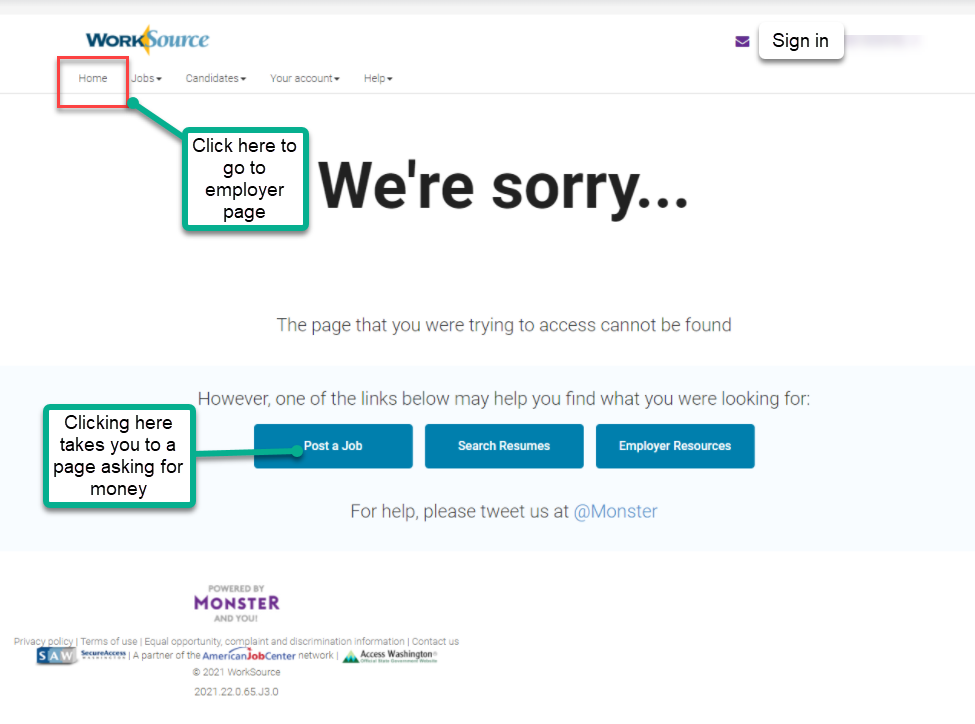 WorkSource
Sign in
Home Jobs Candidates Your account Help
Click here to
go to
employer
page
We're sorry...
The page that you were trying to access cannot be found
However, one of the links below may help you find what you were looking for:
Clicking here
takes you to a
page asking for
money
Post a Job Search Resumes Employer Resources
For help, please tweet us at @Monster
POWERED BY
MONSTER
AND YOU!
Privacy policy | Terms of use | Equal opportunity, complaint and discrimination information | Contact us
SAW SecureAccess WASHINGTON | A partner of the AmericanJobCenter network | Access Washington®
Official State Government Website
© 2021 WorkSource
2021.22.0.65.J3.0